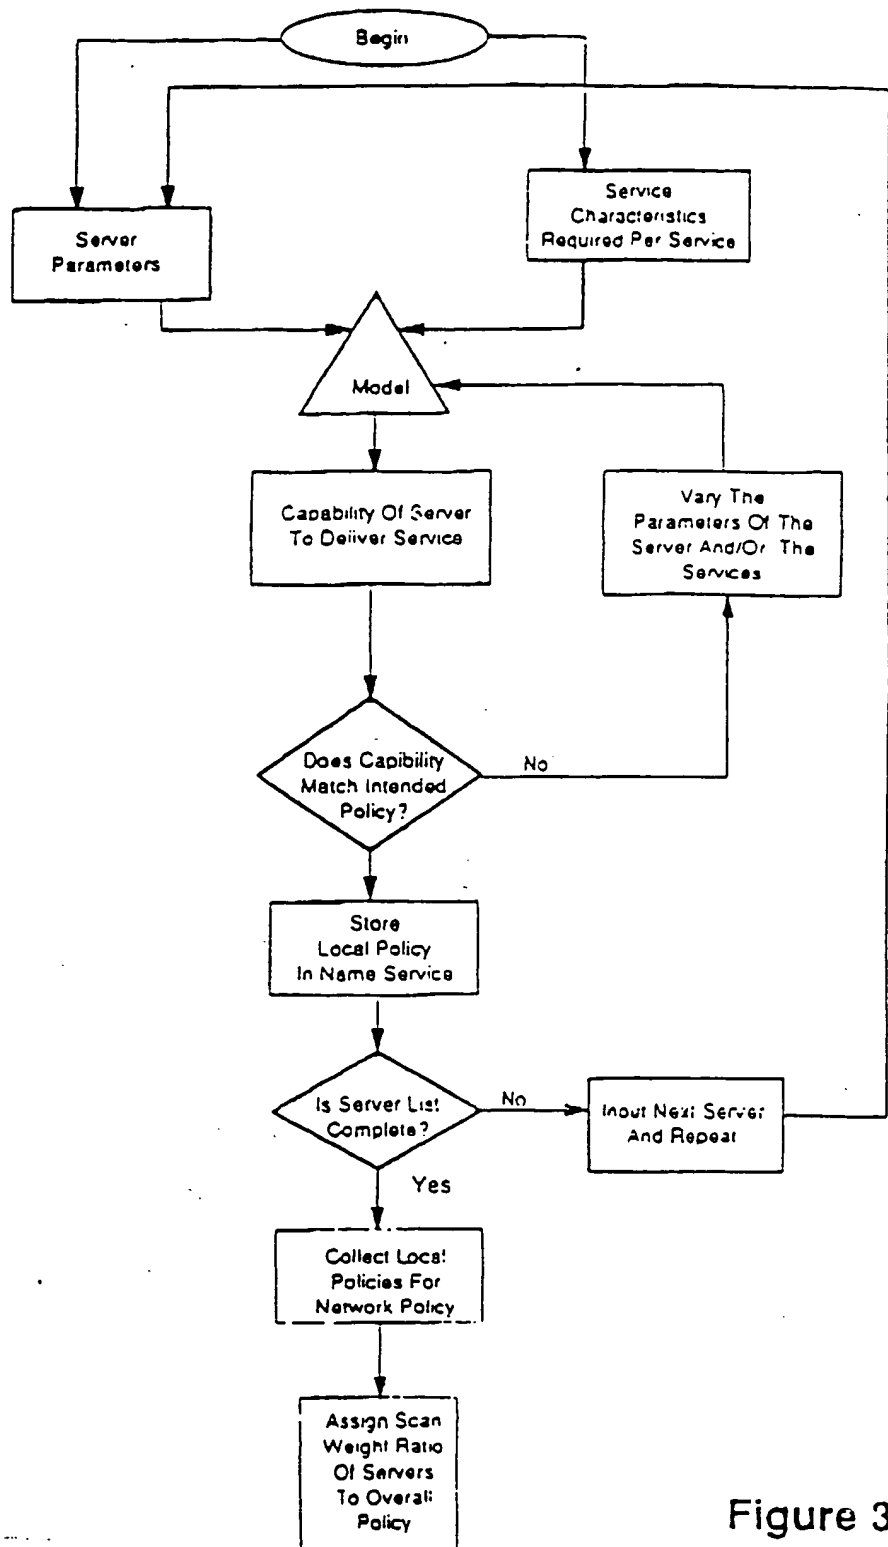 Begin
Service
Characteristics
Required Per Service
Server
Parameters
Model
Capability Of Server
To Deliver Service
Vary The
Parameters Of The
Server And/Or The
Services
Does Capibility
Match Intended
Policy?
No
Store
Local Policy
In Name Service
Is Server List
Complete?
No
Input Next Server
And Repeat
Yes
Collect Local
Policies For
Network Policy
Assign Scan
Weight Ratio
Of Servers
To Overall
Policy
Figure 3